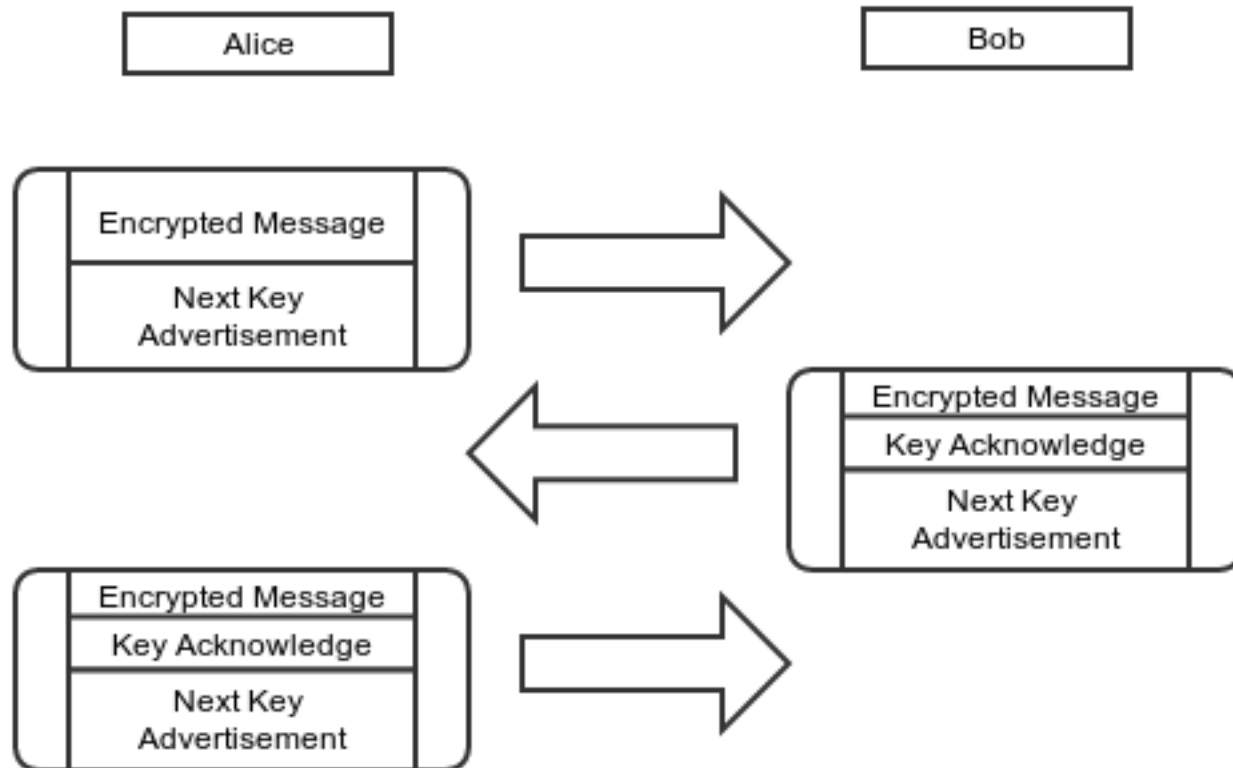 Alice
Bob
Encrypted Message
Next Key
Advertisement
Encrypted Message
Key Acknowledge
Next Key
Advertisement
Encrypted Message
Key Acknowledge
Next Key
Advertisement